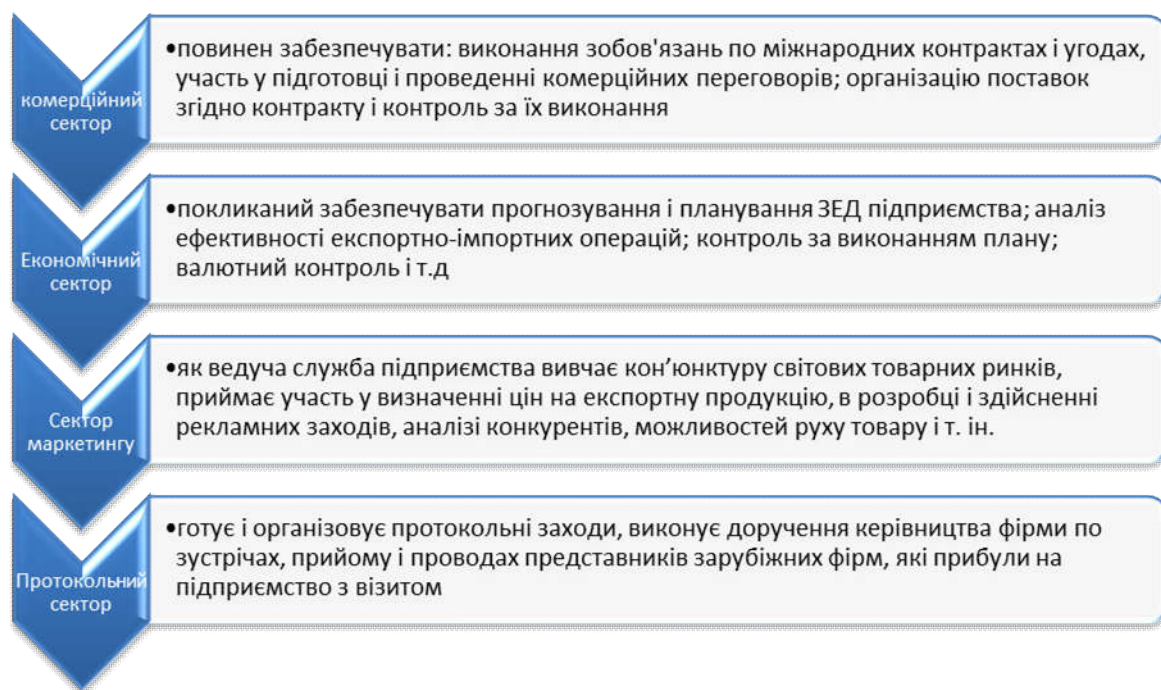 комерційний
сектор
•повинен забезпечувати: виконання зобов'язань по міжнародних контрактах і угодах,
участь у підготовці і проведенні комерційних переговорів; організацію поставок
згідно контракту і контроль за їх виконання
Економічний
сектор
•покликаний забезпечувати прогнозування і планування ЗЕД підприємства; аналіз
ефективності експортно-імпортних операцій; контроль за виконанням плану;
валютний контроль і т.д
Сектор
маркетингу
•як ведуча служба підприємства вивчає кон’юнктуру світових товарних ринків,
приймає участь у визначенні цін на експортну продукцію, в розробці і здійсненні
рекламних заходів, аналізі конкурентів, можливостей руху товару і т. ін.
Протокольний
сектор
•готує і організовує протокольні заходи, виконує доручення керівництва фірми по
зустрічах, прийому і проводах представників зарубіжних фірм, які прибули на
підприємство з візитом